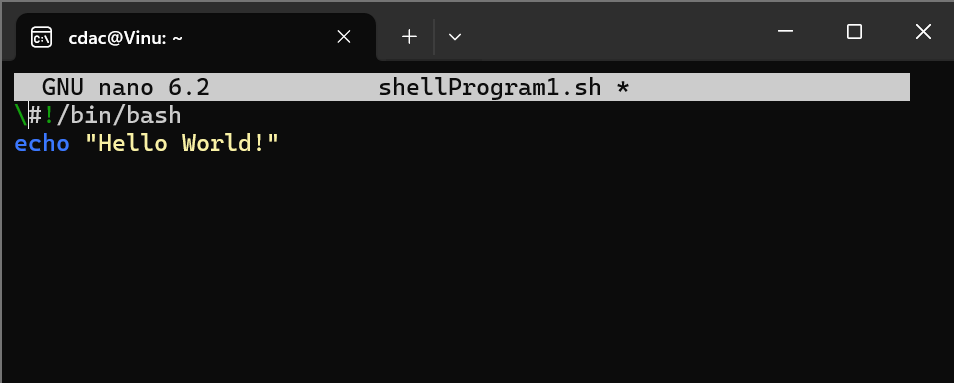 cdac@Vinu: ~
GNU nano 6.2 shellProgram1.sh *
\#!/bin/bash
echo "Hello World!"